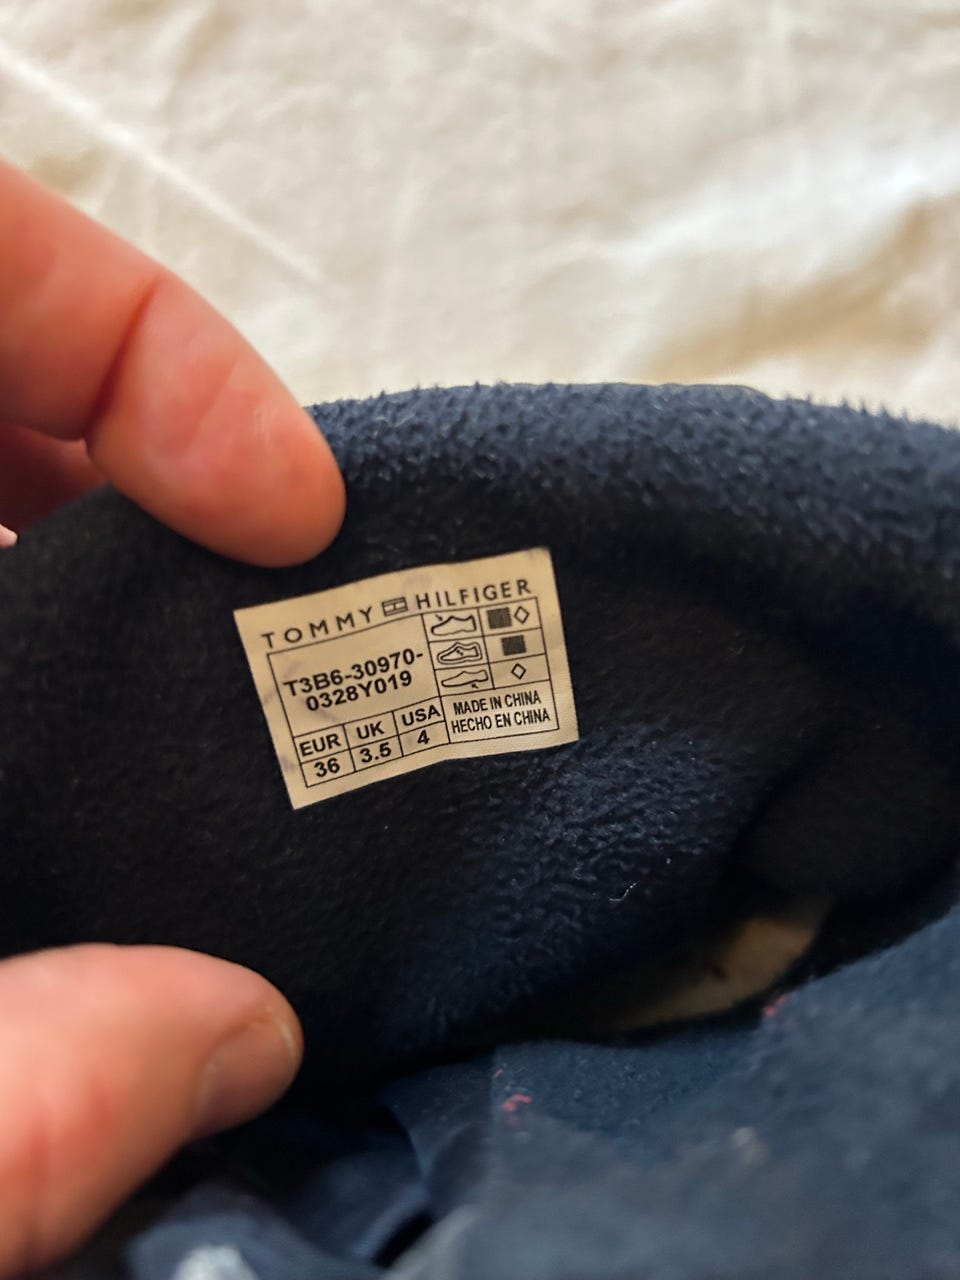 TOMMY HILFIGER
T3B6-30970-
0328Y019
EUR UK USA
36 3.5 4
MADE IN CHINA
HECHO EN CHINA